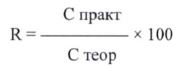 С практ
R = × 100
С теор